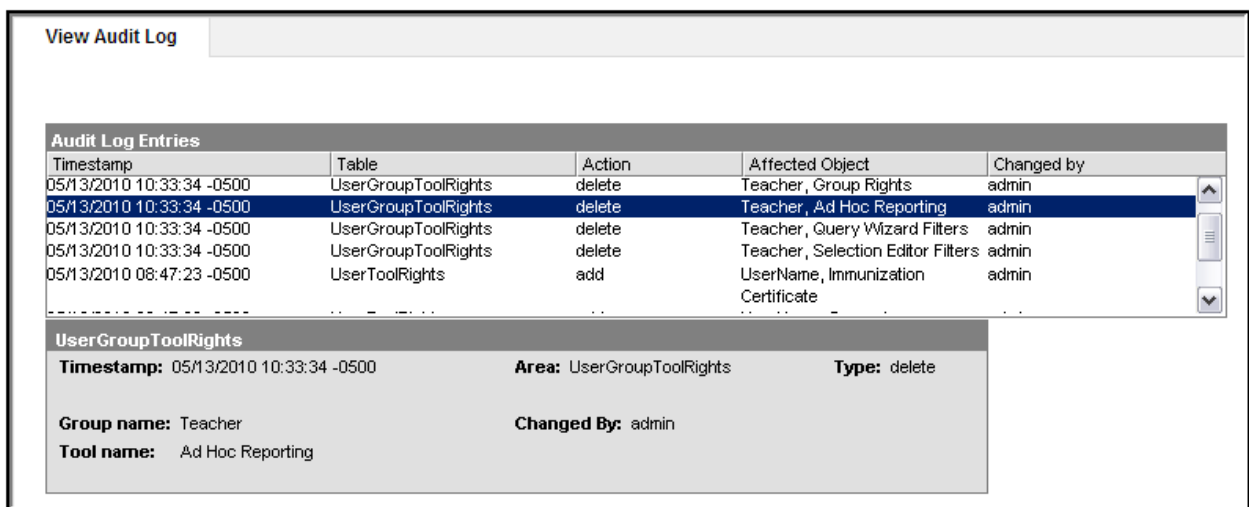 View Audit Log
Audit Log Entries
Timestamp Table Action Affected Object Changed by
05/13/2010 10:33:34 -0500 UserGroupToolRights delete Teacher, Group Rights admin
05/13/2010 10:33:34 -0500 UserGroupToolRights delete Teacher, Ad Hoc Reporting admin
05/13/2010 10:33:34 -0500 UserGroupToolRights delete Teacher, Query Wizard Filters admin
05/13/2010 10:33:34 -0500 UserGroupToolRights delete Teacher, Selection Editor Filters admin
05/13/2010 08:47:23 -0500 UserToolRights add UserName, Immunization admin
Certificate
UserGroupToolRights
Timestamp: 05/13/2010 10:33:34 -0500 Area: UserGroupToolRights Type: delete
Group name: Teacher Changed By: admin
Tool name: Ad Hoc Reporting